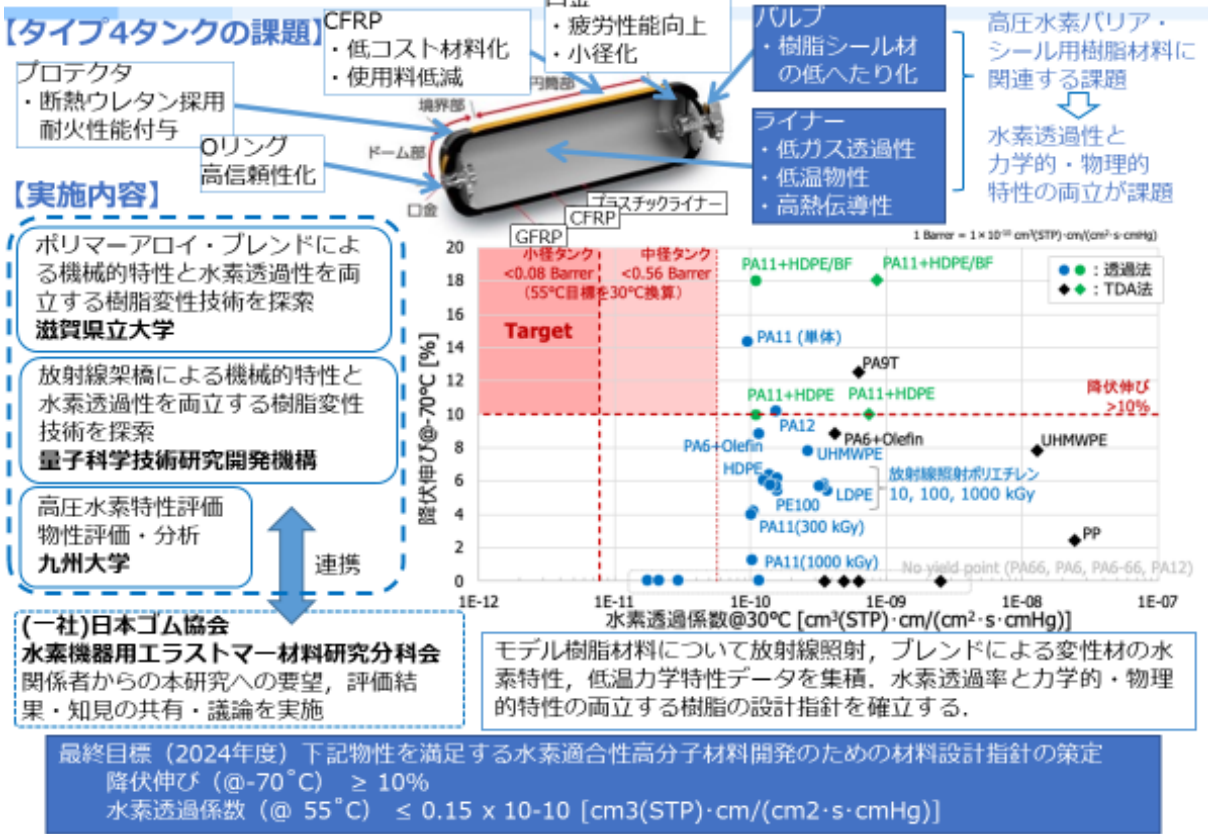 【タイプ4タンクの課題】
プロテクタ
・断熱ウレタン採用
耐火性能付与
CFRP
・低コスト材料化
・使用料低減
・疲労性能向上
・小径化
バルブ
・樹脂シール材
の低へたり化
高圧水素バリア・
シール用樹脂材料に
関連する課題
水素透過性と
力学的・物理的
特性の両立が課題
Oリング
高信頼性化
ライナー
・低ガス透過性
・低温物性
・高熱伝導性
円筒部
境界部
ドーム部
口金
プラスチックライナー
CFRP
GFRP
【実施内容】
ポリマーアロイ・ブレンドによ
る機械的特性と水素透過性を両
立する樹脂変性技術を探索
滋賀県立大学
放射線架橋による機械的特性と
水素透過性を両立する樹脂変性
技術を探索
量子科学技術研究開発機構
高圧水素特性評価
物性評価・分析
九州大学
連携
(一社)日本ゴム協会
水素機器用エラストマー材料研究分科会
関係者からの本研究への要望，評価結
果・知見の共有・議論を実施
1 Barrer = 1×10⁻¹⁰ cm³(STP)·cm/(cm²·s·cmHg)
降伏伸び@-70℃ [%]
20
18
16
14
12
10
8
6
4
2
0
小径タンク
<0.08 Barrer
中径タンク
<0.56 Barrer
（55℃目標を30℃換算）
Target
PA11+HDPE/BF
PA11+HDPE/BF
：透過法
：TDA法
PA11 (単体)
PA9T
PA11+HDPE
PA11+HDPE
降伏伸び
>10%
PA12
PA6+Olefin
PA6+Olefin
UHMWPE
UHMWPE
HDPE
放射線照射ポリエチレン
10, 100, 1000 kGy
LDPE
PE100
PA11(300 kGy)
PP
PA11(1000 kGy)
No yield point (PA66, PA6, PA6-66, PA12)
1E-12
1E-11
1E-10
1E-09
1E-08
1E-07
水素透過係数@30℃ [cm³(STP)·cm/(cm²·s·cmHg)]
モデル樹脂材料について放射線照射，ブレンドによる変性材の水
素特性，低温力学特性データを集積．水素透過率と力学的・物理
的特性の両立する樹脂の設計指針を確立する．
最終目標（2024年度）下記物性を満足する水素適合性高分子材料開発のための材料設計指針の策定
降伏伸び（@-70˚C） ≥ 10%
水素透過係数（@ 55˚C） ≤ 0.15 x 10-10 [cm3(STP)·cm/(cm2·s·cmHg)]